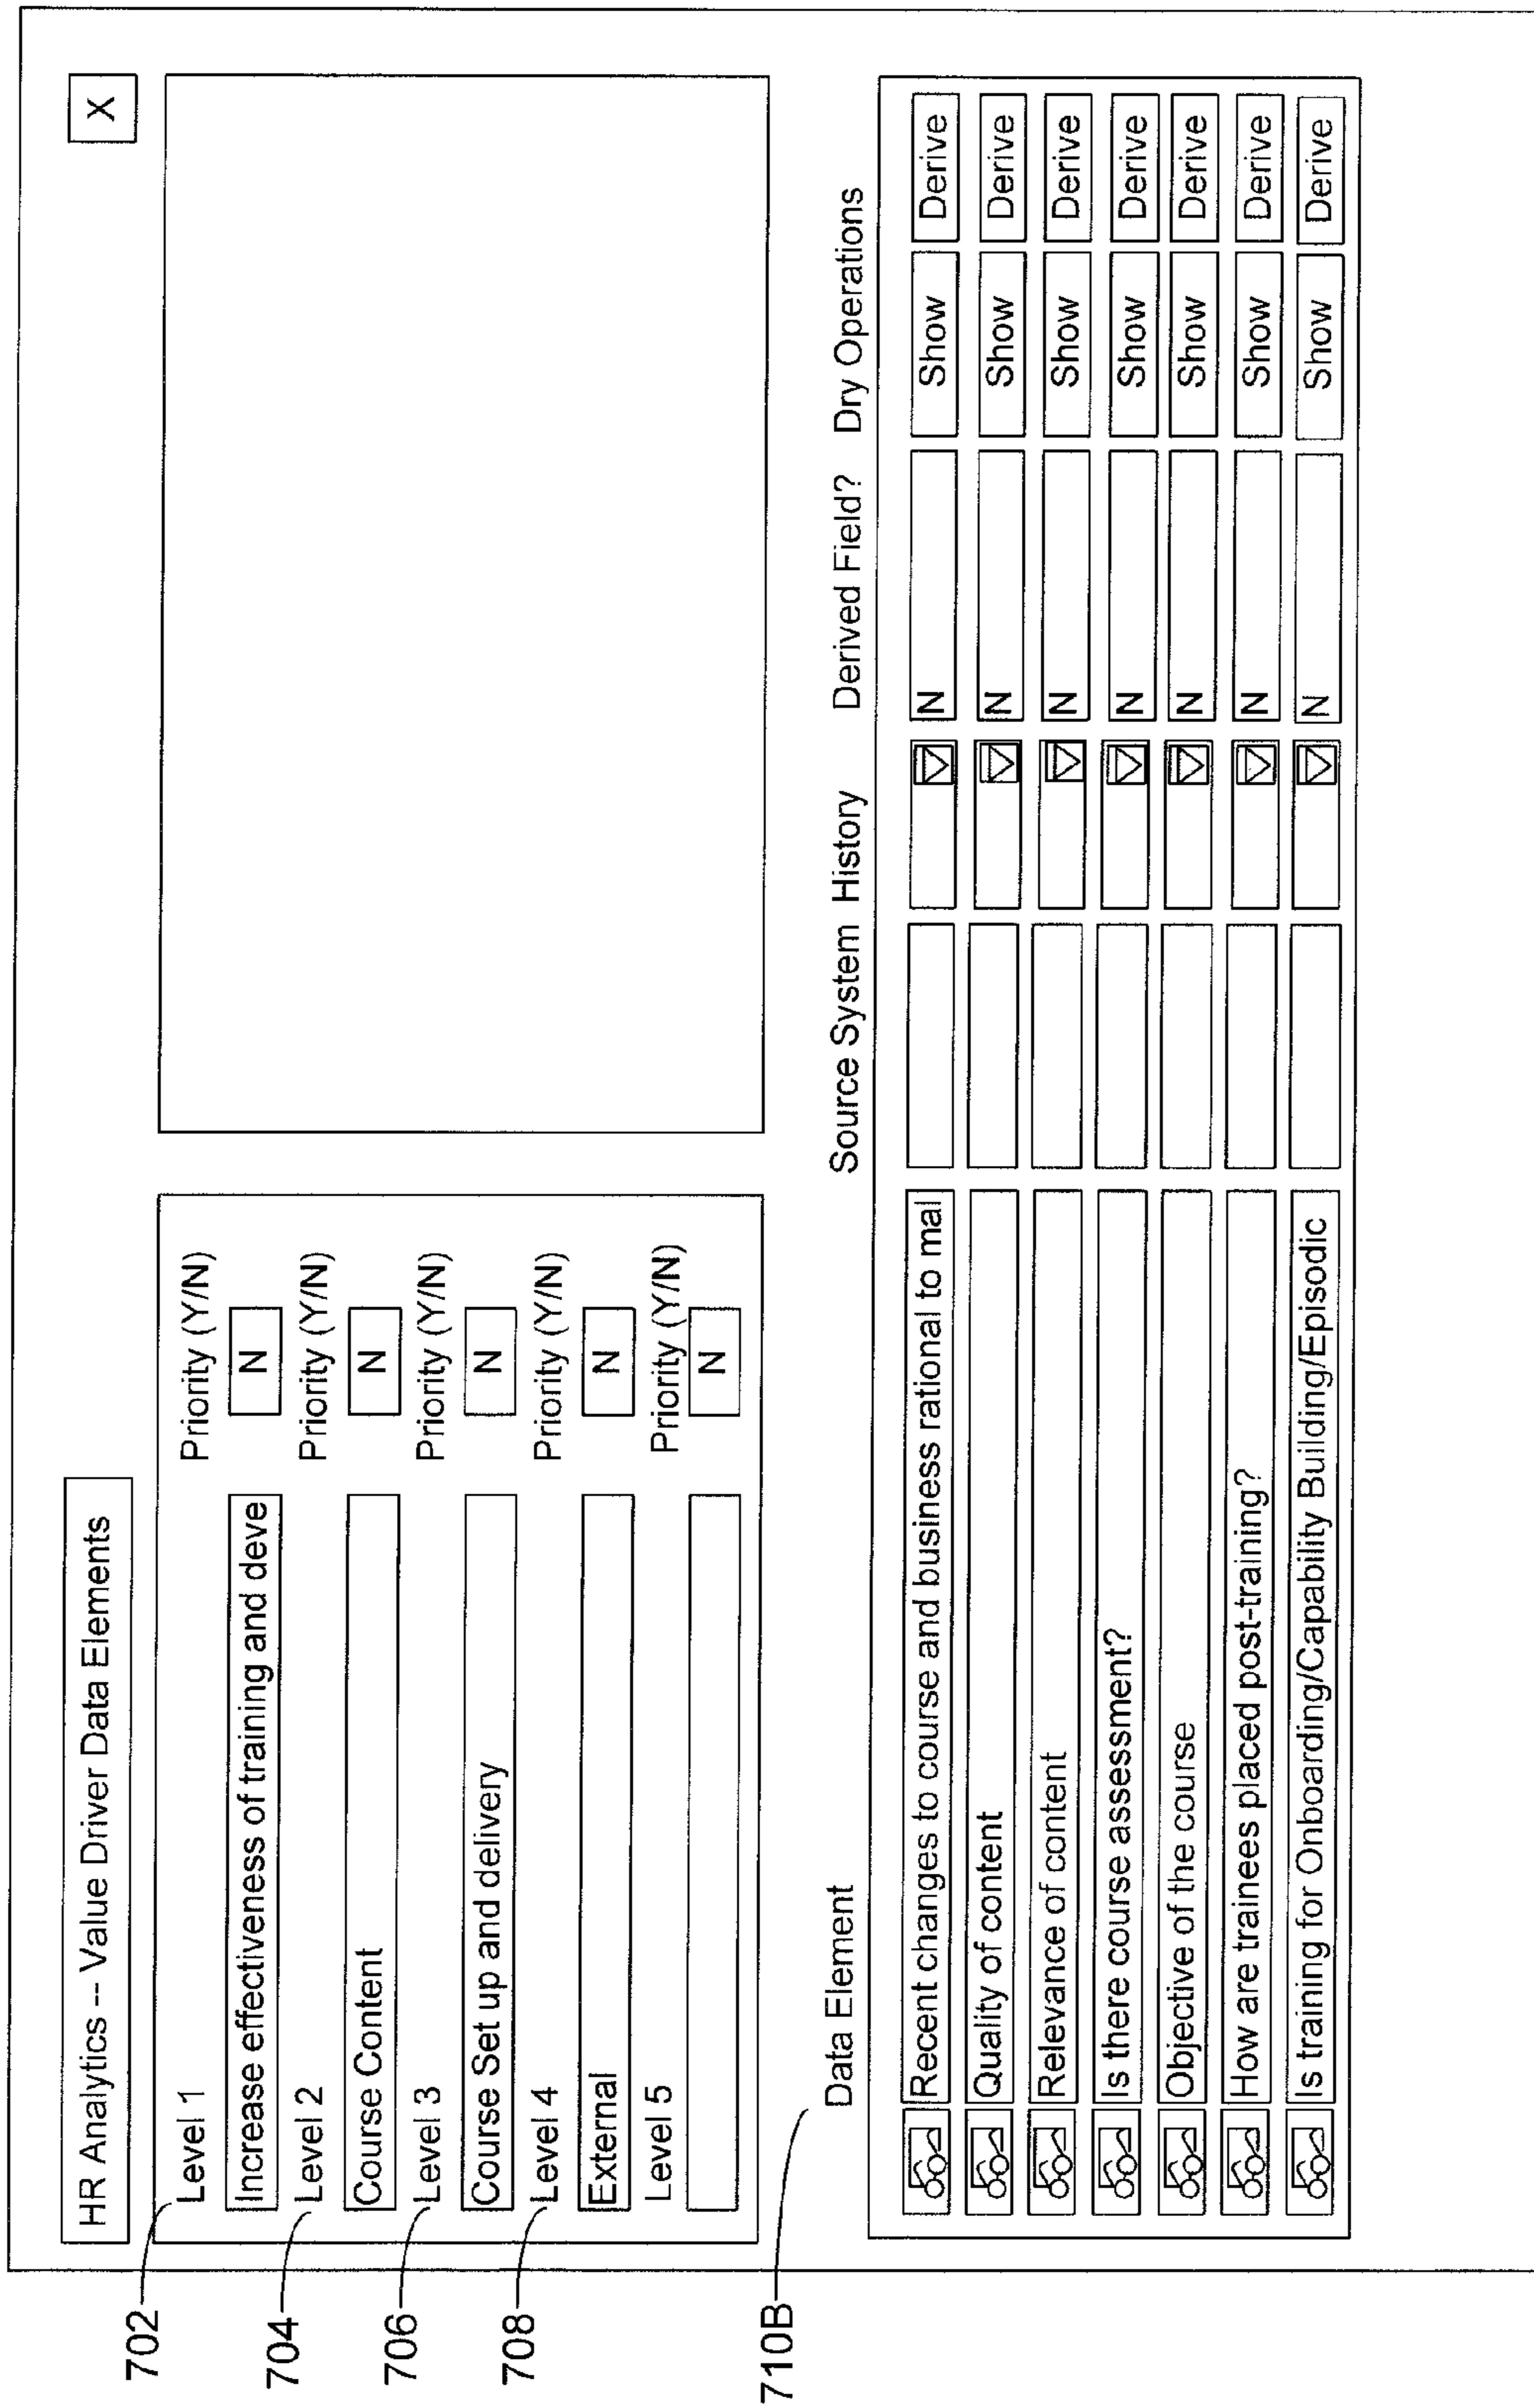 HR Analytics -- Value Driver Data Elements
X
702
Level 1 Priority (Y/N)
Increase effectiveness of training and deve N
704
Level 2 Priority (Y/N)
Course Content N
706
Level 3 Priority (Y/N)
Course Set up and delivery N
708
Level 4 Priority (Y/N)
External N
Level 5 Priority (Y/N)
N
710B
Data Element Source System History Derived Field? Dry Operations
Recent changes to course and business rational to mal N Show Derive
Quality of content N Show Derive
Relevance of content N Show Derive
Is there course assessment? N Show Derive
Objective of the course N Show Derive
How are trainees placed post-training? N Show Derive
Is training for Onboarding/Capability Building/Episodic N Show Derive